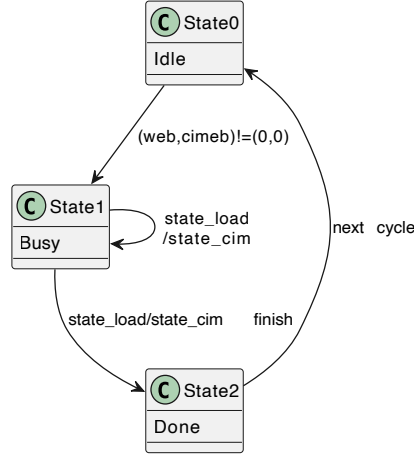 C State0
Idle
(web,cimeb)!=(0,0)
C State1
Busy
state_load
/state_cim
next cycle
state_load/state_cim
finish
C State2
Done